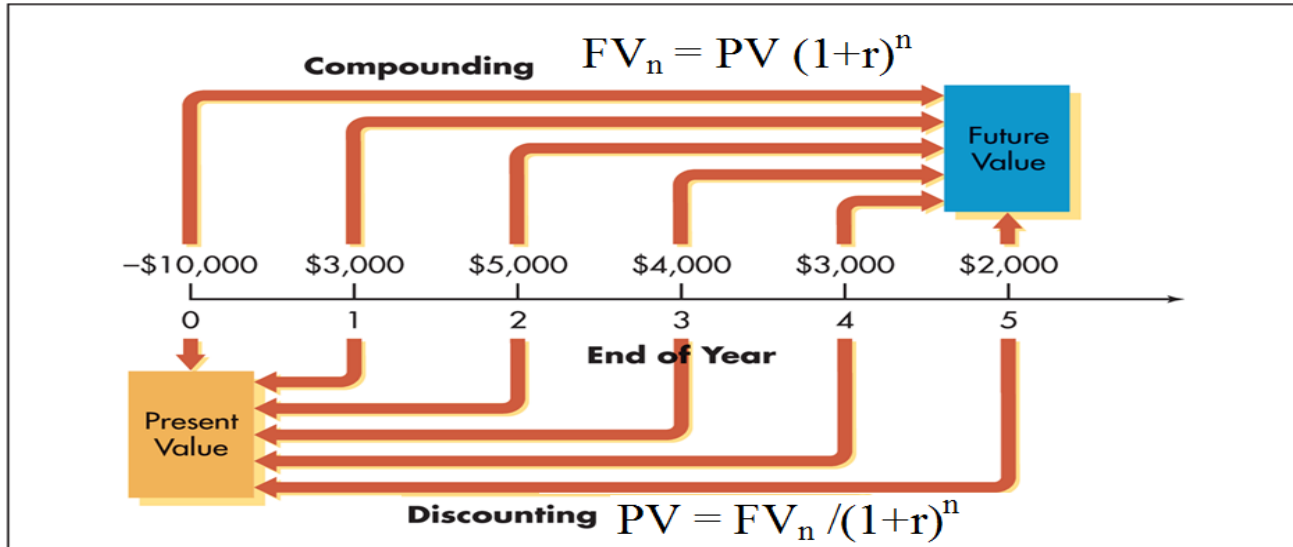 Compounding FVₙ = PV (1+r)ⁿ
Future
Value
–$10,000 $3,000 $5,000 $4,000 $3,000 $2,000
0 1 2 3 4 5
End of Year
Present
Value
Discounting PV = FVₙ /(1+r)ⁿ